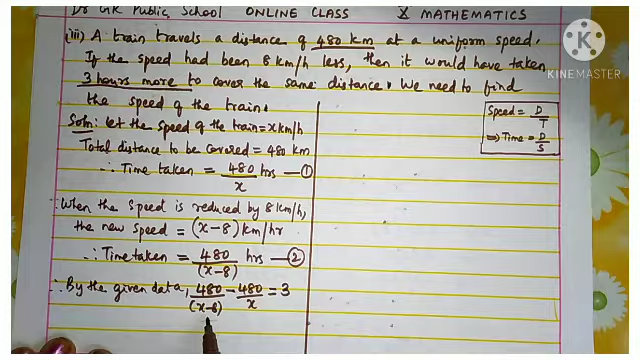 Dr GK Public School ONLINE CLASS X MATHEMATICS
(iii) A train travels a distance of 480 km at a uniform speed.
If the speed had been 8 km/h less, then it would have taken
3 hours more to cover the same distance. We need to find
the speed of the train.
Soln: let the speed of the train = x km/h
Total distance to be covered = 480 km
∴ Time taken = 480/x hrs — ①
When the speed is reduced by 8 km/h,
the new speed = (x-8) km/hr
∴ Time taken = 480/(x-8) hrs — ②
∴ By the given data, 480/(x-8) - 480/x = 3
Speed = D/T
⇒ Time = D/S
KINEMASTER